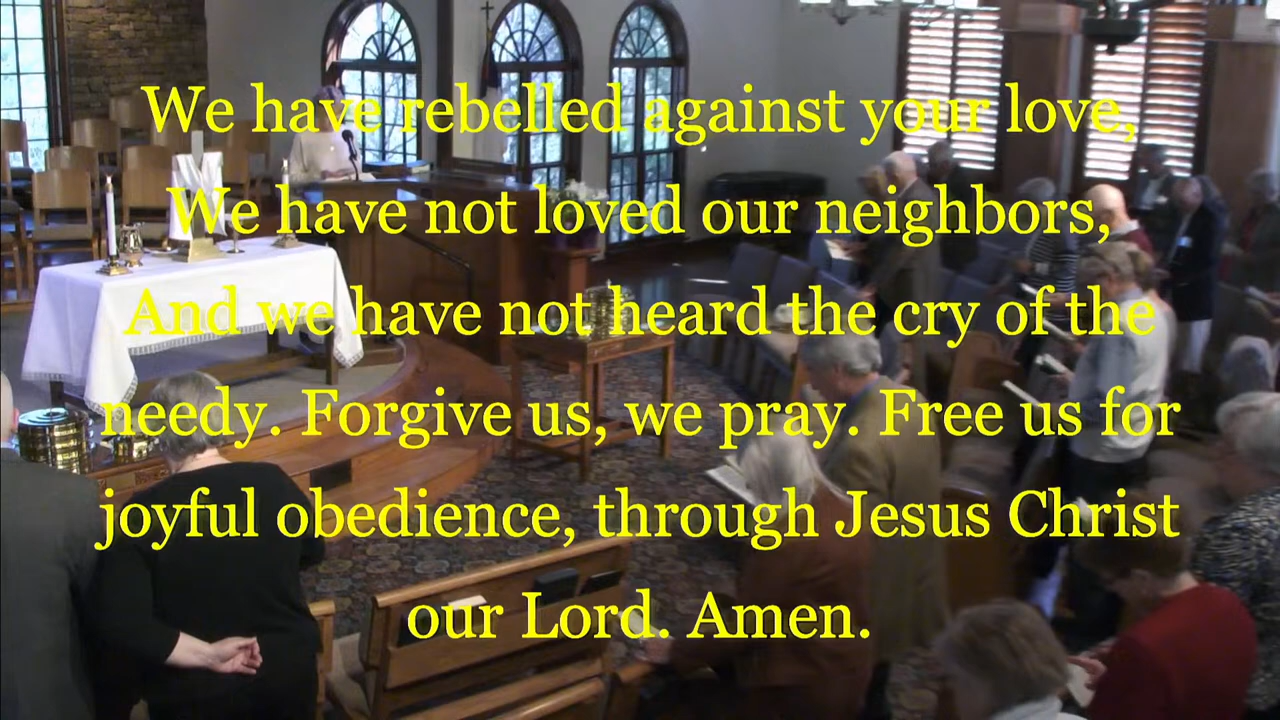 We have rebelled against your love,
We have not loved our neighbors,
And we have not heard the cry of the
needy. Forgive us, we pray. Free us for
joyful obedience, through Jesus Christ
our Lord. Amen.